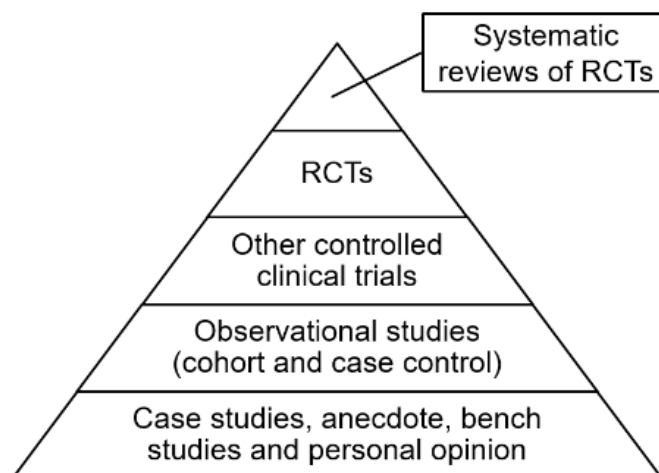 Systematic
reviews of RCTs
RCTs
Other controlled
clinical trials
Observational studies
(cohort and case control)
Case studies, anecdote, bench
studies and personal opinion